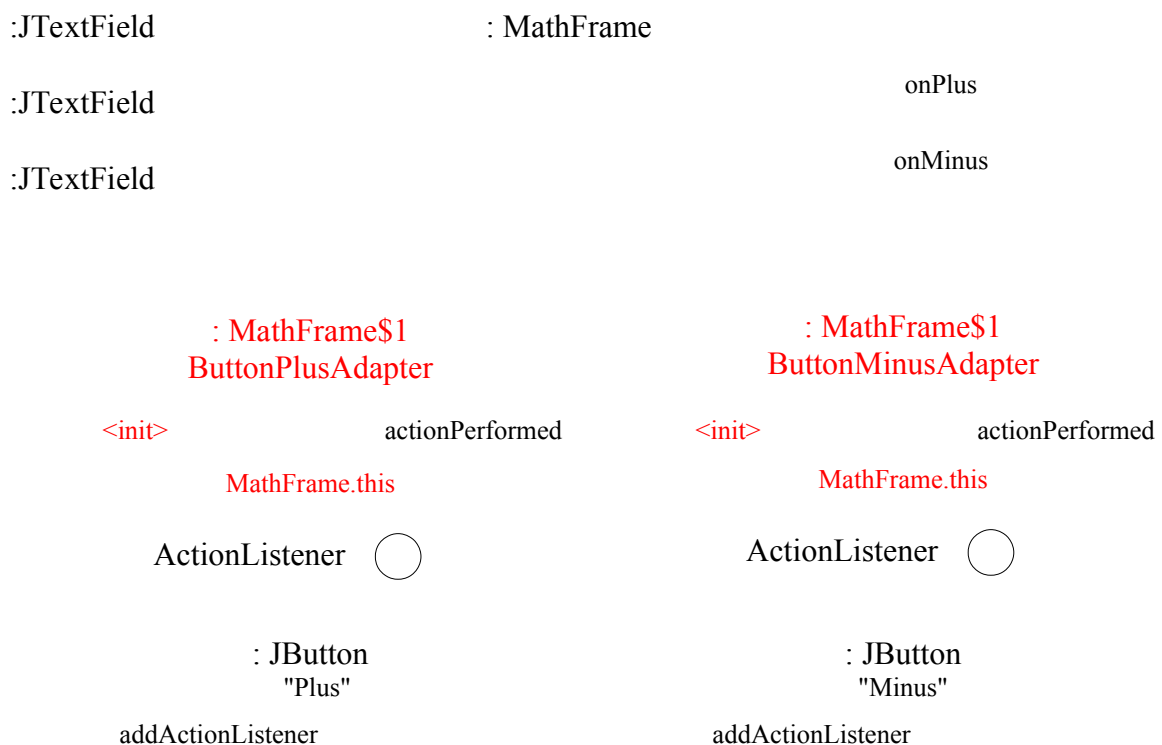 :JTextField
: MathFrame
onPlus
:JTextField
onMinus
:JTextField
: MathFrame$1
ButtonPlusAdapter
: MathFrame$1
ButtonMinusAdapter
<init>
actionPerformed
<init>
actionPerformed
MathFrame.this
MathFrame.this
ActionListener
ActionListener
: JButton
"Plus"
: JButton
"Minus"
addActionListener
addActionListener